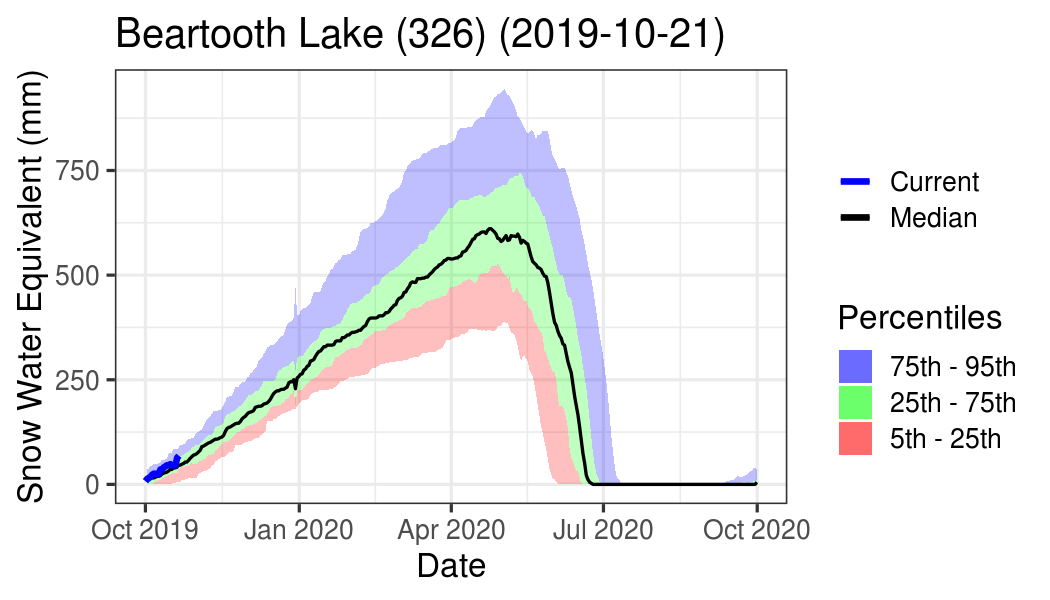 Beartooth Lake (326) (2019-10-21)
Snow Water Equivalent (mm)
750
500
250
0
Oct 2019 Jan 2020 Apr 2020 Jul 2020 Oct 2020
Date
Current
Median
Percentiles
75th - 95th
25th - 75th
5th - 25th